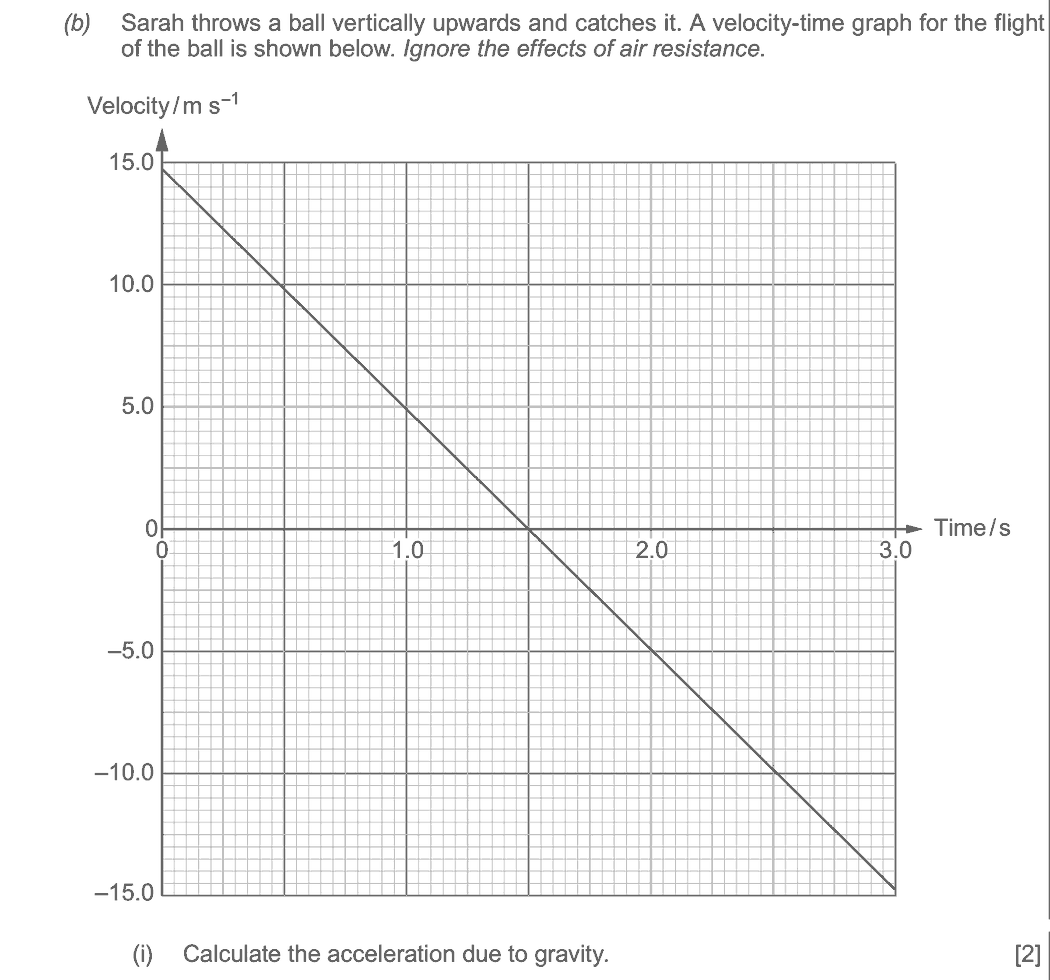 (b) Sarah throws a ball vertically upwards and catches it. A velocity-time graph for the flight
of the ball is shown below. Ignore the effects of air resistance.
Velocity/m s⁻¹
15.0
10.0
5.0
0
Time/s
0 1.0 2.0 3.0
–5.0
–10.0
–15.0
(i) Calculate the acceleration due to gravity. [2]